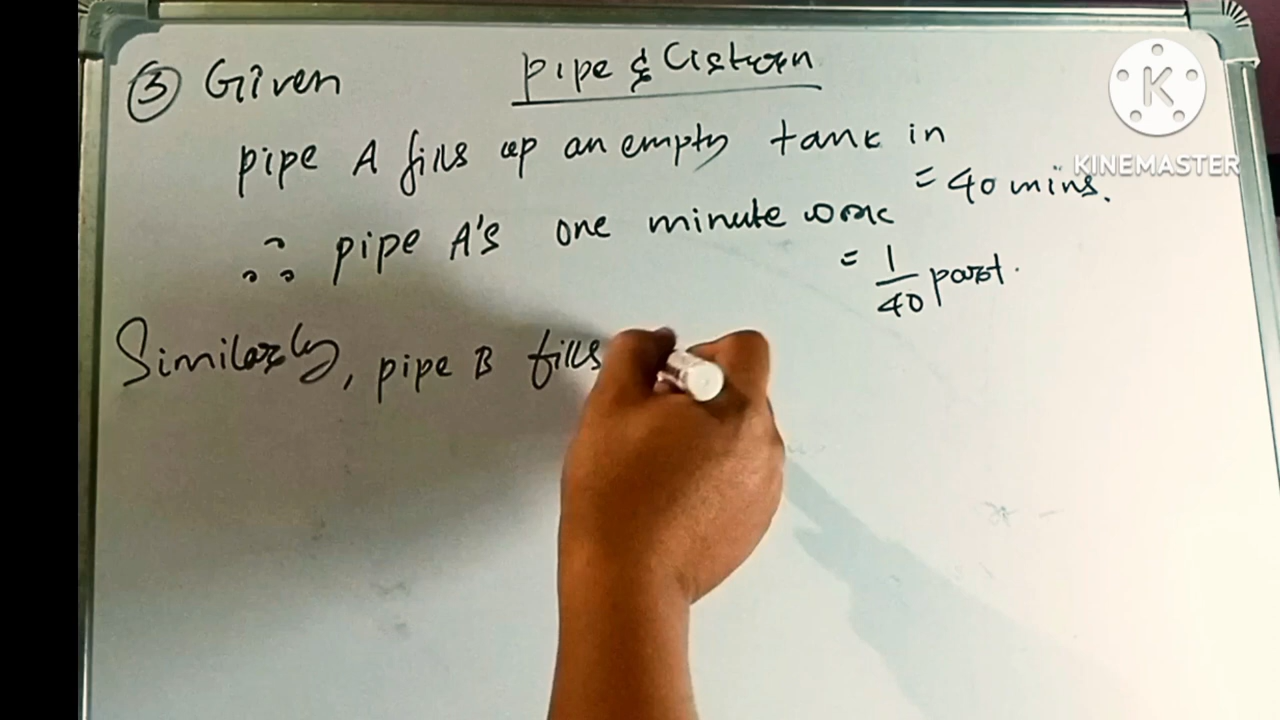 Pipe & Cistern
③ Given
pipe A fills up an empty tank in
= 40 mins.
∴ pipe A's one minute work
= 1/40 part.
Similarly, pipe B fills
K
KINEMASTER